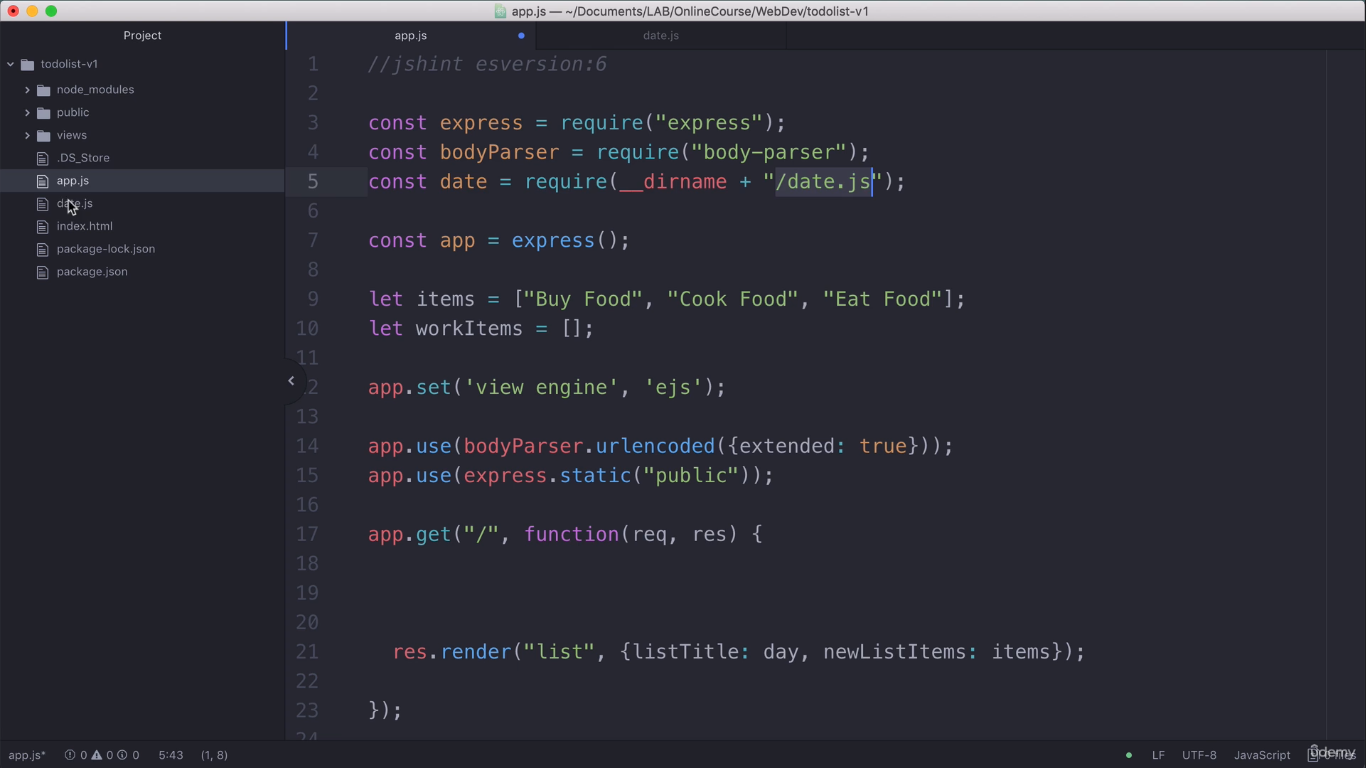 app.js — ~/Documents/LAB/OnlineCourse/WebDev/todolist-v1
Project
app.js
date.js
todolist-v1
node_modules
public
views
.DS_Store
app.js
date.js
index.html
package-lock.json
package.json
1 //jshint esversion:6
2
3 const express = require("express");
4 const bodyParser = require("body-parser");
5 const date = require(__dirname + "/date.js");
6
7 const app = express();
8
9 let items = ["Buy Food", "Cook Food", "Eat Food"];
10 let workItems = [];
11
12 app.set('view engine', 'ejs');
13
14 app.use(bodyParser.urlencoded({extended: true}));
15 app.use(express.static("public"));
16
17 app.get("/", function(req, res) {
18
19
20
21 res.render("list", {listTitle: day, newListItems: items});
22
23 });
24
app.js* 0 0 0 5:43 (1, 8)
LF UTF-8 JavaScript
ûdemy